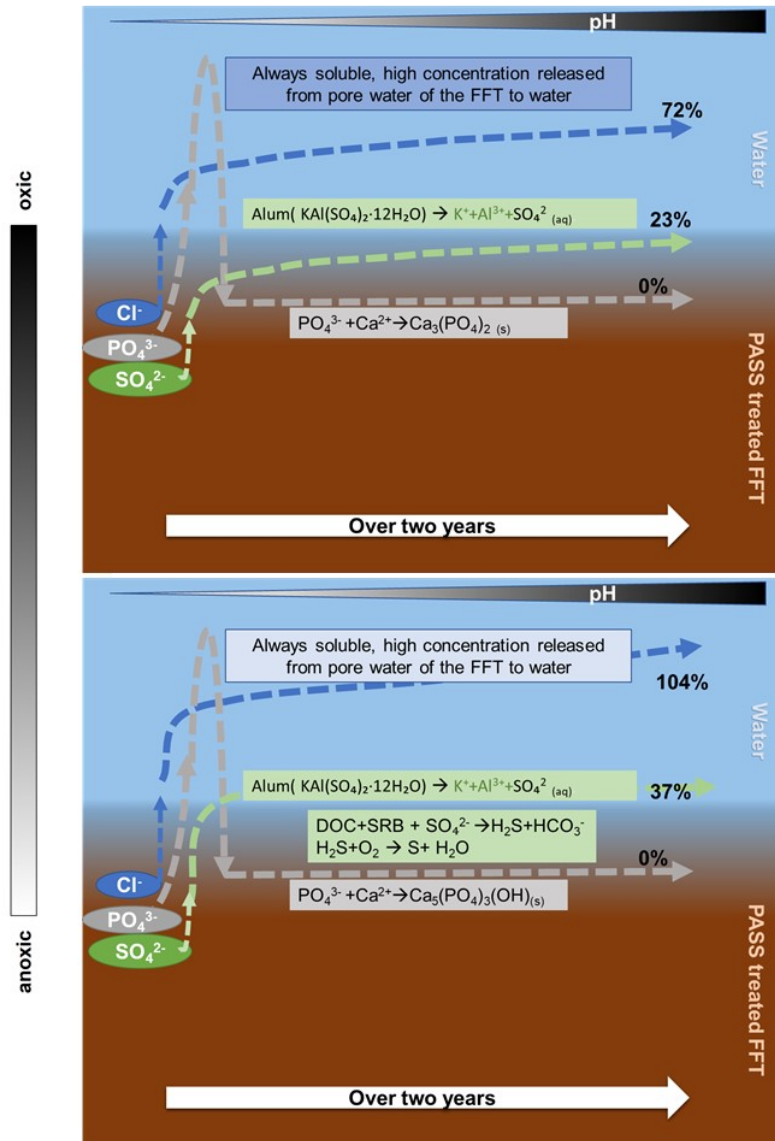 pH
Always soluble, high concentration released
from pore water of the FFT to water
72%
Water
oxic
Alum( KAl(SO₄)₂·12H₂O) → K⁺+Al³⁺+SO₄² (aq)
23%
Cl⁻
0%
PO₄³⁻ +Ca²⁺→Ca₃(PO₄)₂ (s)
PO₄³⁻
SO₄²⁻
PASS treated FFT
Over two years
pH
Always soluble, high concentration released
from pore water of the FFT to water
104%
Water
Alum( KAl(SO₄)₂·12H₂O) → K⁺+Al³⁺+SO₄² (aq)
37%
DOC+SRB + SO₄²⁻→H₂S+HCO₃⁻
H₂S+O₂ → S+ H₂O
0%
Cl⁻
PO₄³⁻ +Ca²⁺→Ca₅(PO₄)₃(OH)(s)
PO₄³⁻
SO₄²⁻
anoxic
PASS treated FFT
Over two years